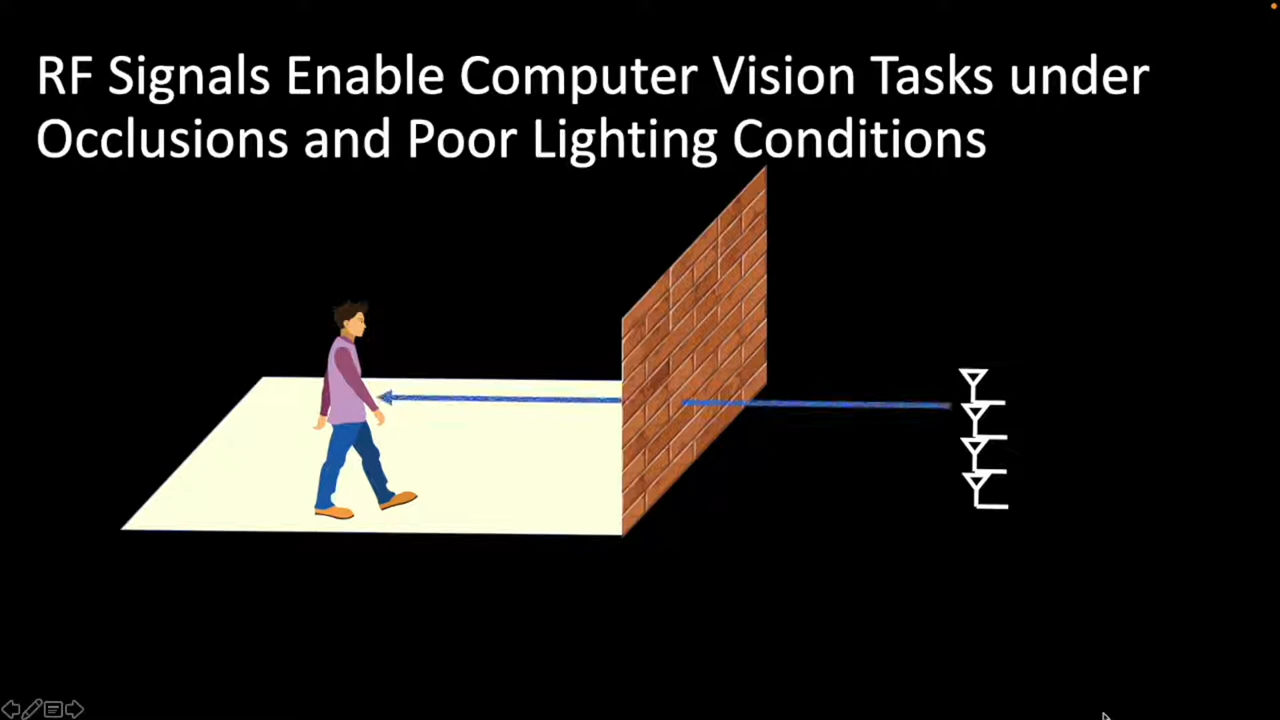 RF Signals Enable Computer Vision Tasks under
Occlusions and Poor Lighting Conditions